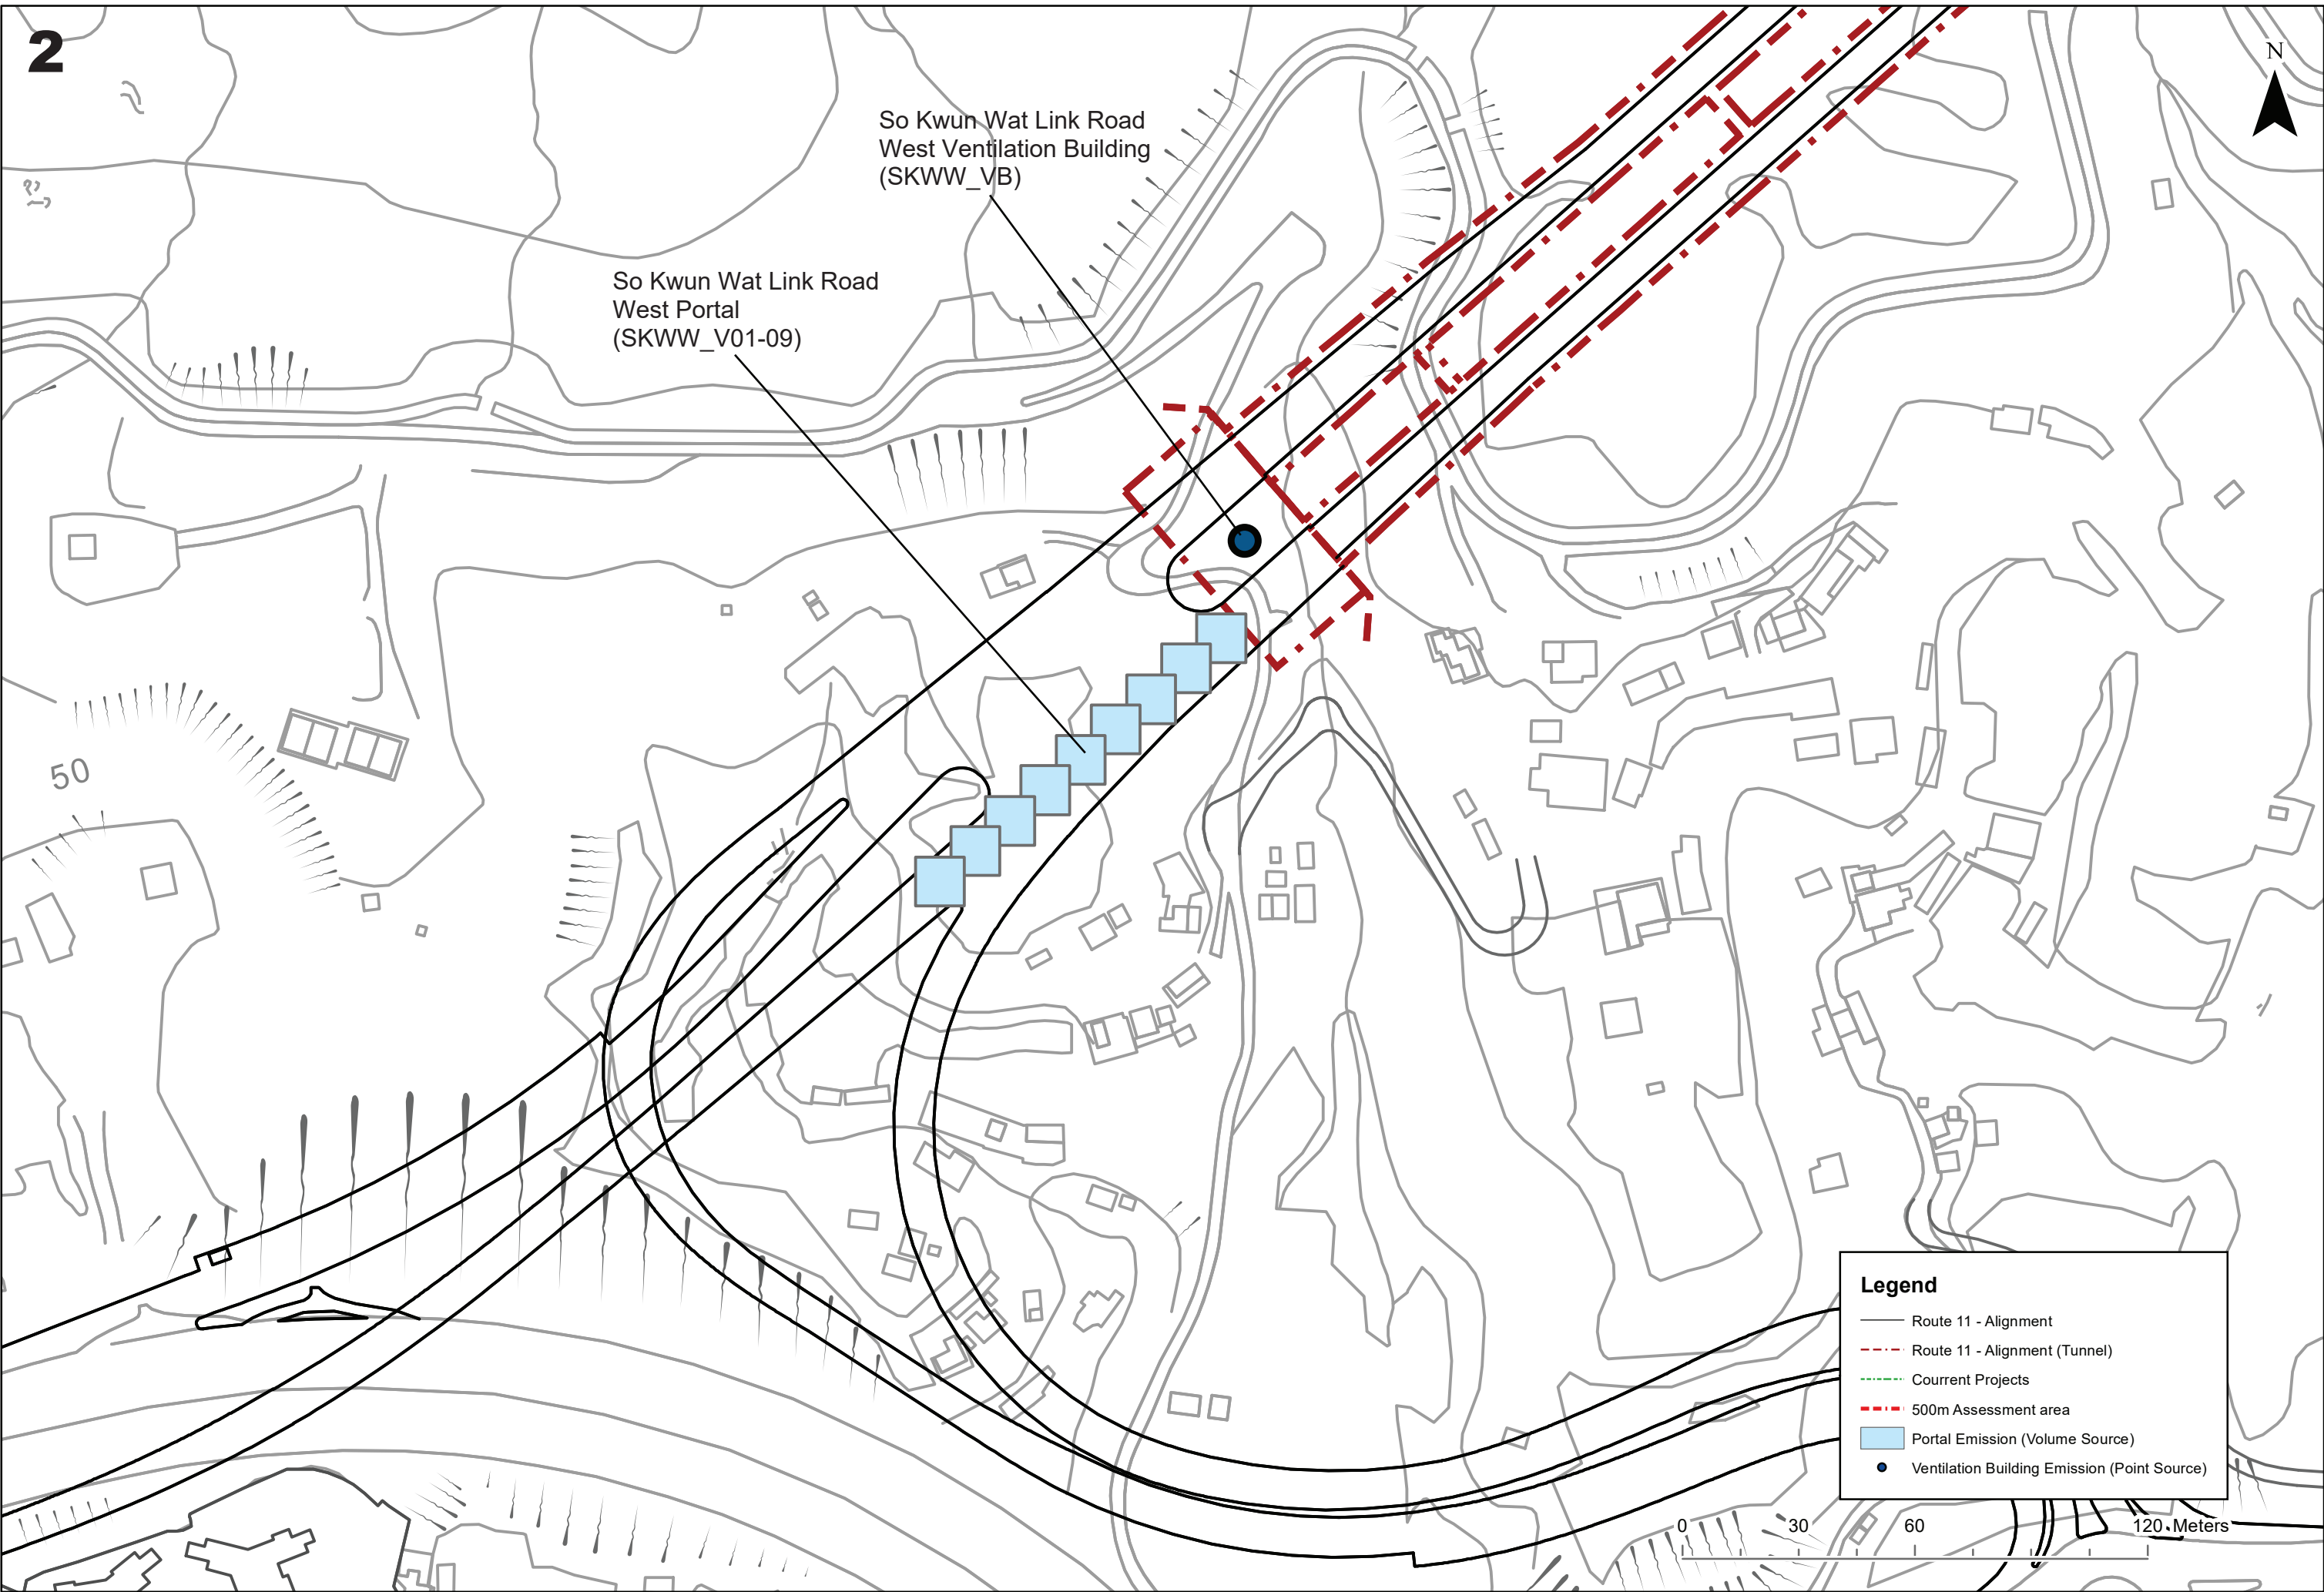 2
N
So Kwun Wat Link Road
West Ventilation Building
(SKWW_VB)
So Kwun Wat Link Road
West Portal
(SKWW_V01-09)
50
Legend
Route 11 - Alignment
Route 11 - Alignment (Tunnel)
Courrent Projects
500m Assessment area
Portal Emission (Volume Source)
Ventilation Building Emission (Point Source)
0 30 60 120 Meters